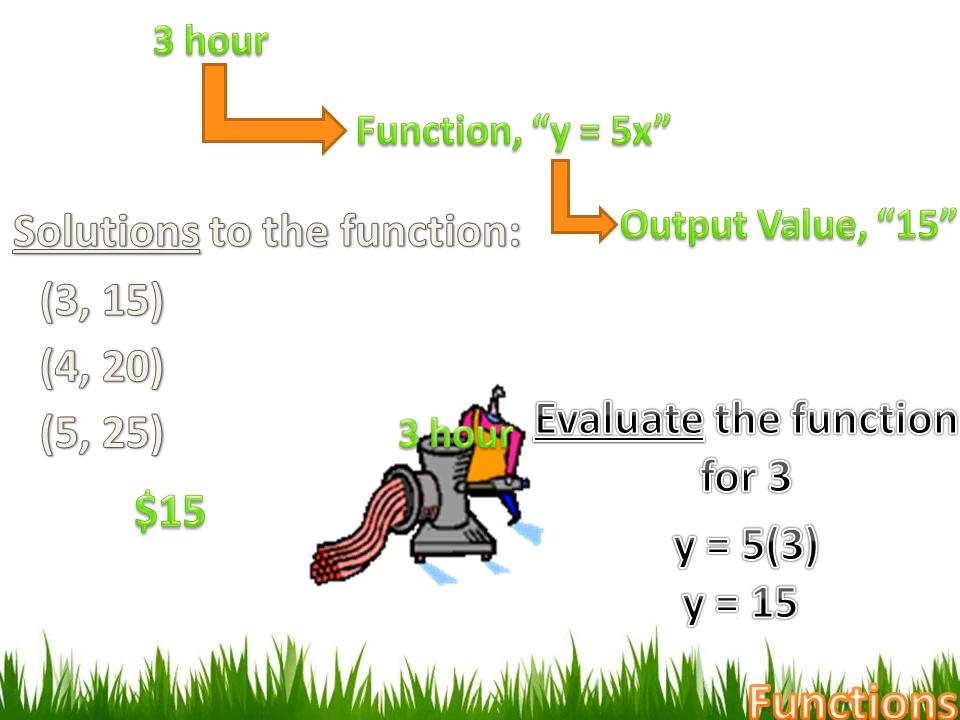 3 hour
Function, “y = 5x”
Output Value, “15”
Solutions to the function:
(3, 15)
(4, 20)
(5, 25)
$15
3 hour
Evaluate the function
for 3
y = 5(3)
y = 15
Functions